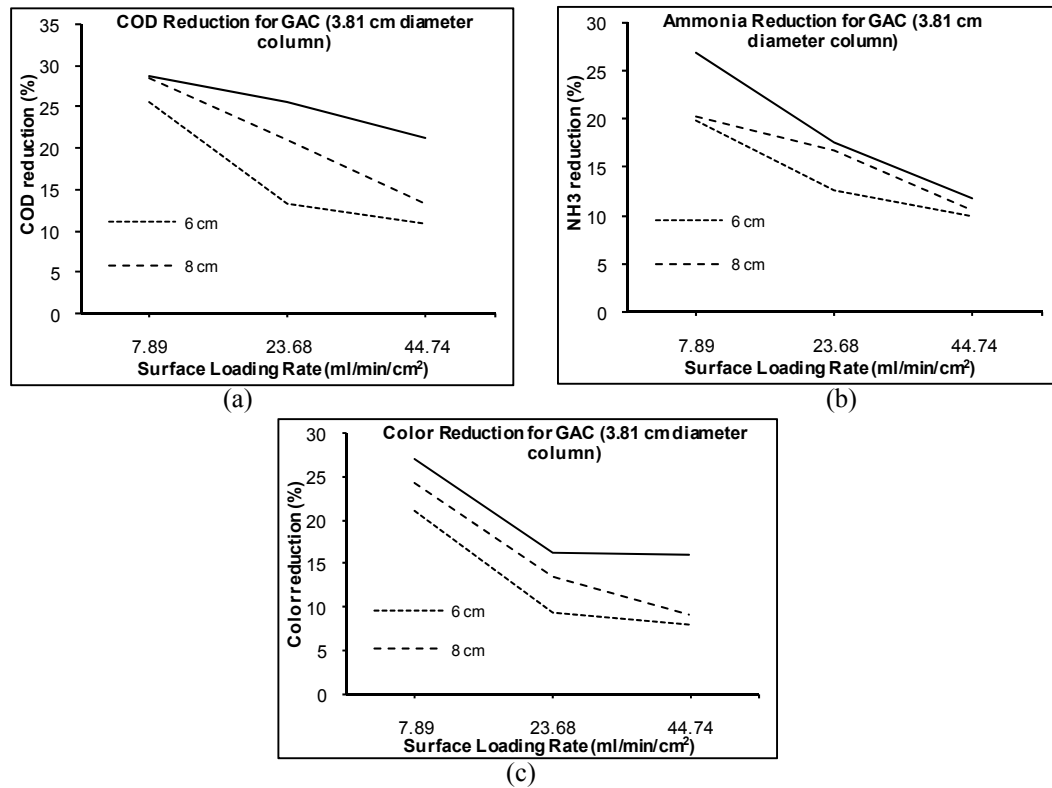 COD Reduction for GAC (3.81 cm diameter
column)
35
30
25
20
15
10
5
0
COD reduction (%)
6 cm
8 cm
7.89 23.68 44.74
Surface Loading Rate (ml/min/cm²)
(a)
Ammonia Reduction for GAC (3.81 cm
diameter column)
30
25
20
15
10
5
0
NH3 reduction (%)
6 cm
8 cm
7.89 23.68 44.74
Surface Loading Rate (ml/min/cm²)
(b)
Color Reduction for GAC (3.81 cm diameter
column)
30
25
20
15
10
5
0
Color reduction (%)
6 cm
8 cm
7.89 23.68 44.74
Surface Loading Rate (ml/min/cm²)
(c)